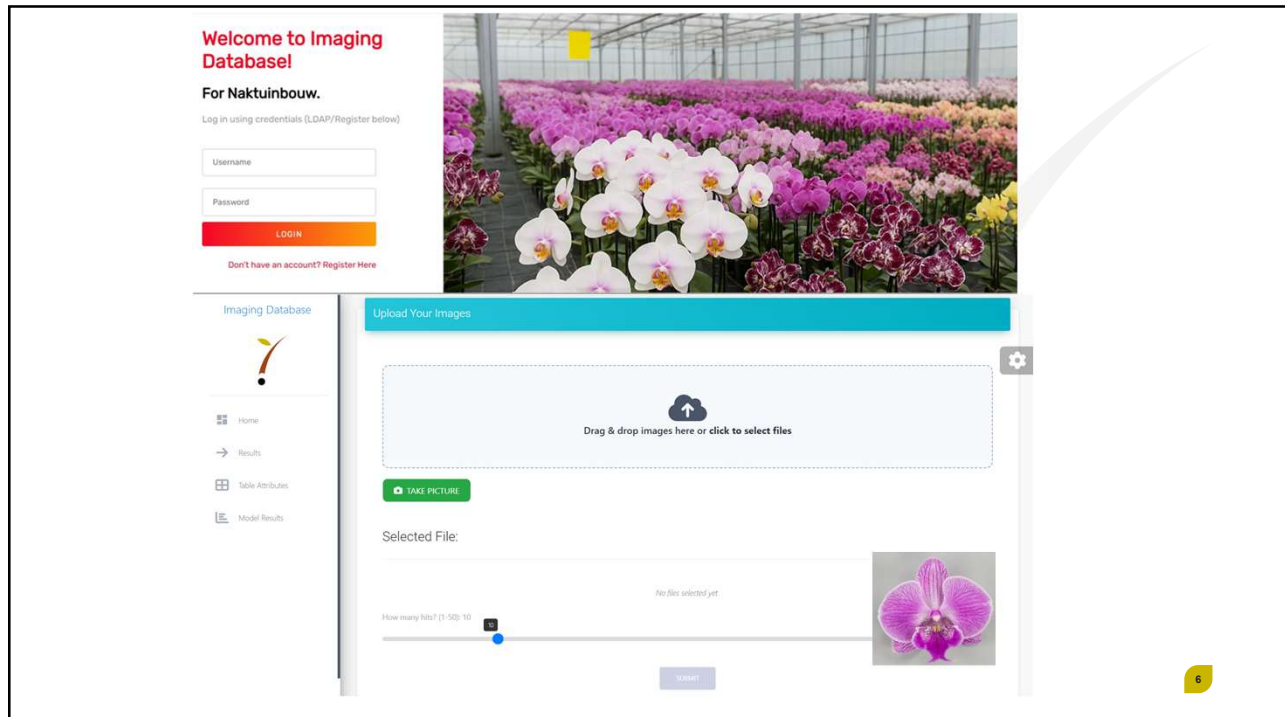 Welcome to Imaging
Database!
For Naktuinbouw.
Log in using credentials (LDAP/Register below)
Username
Password
LOGIN
Don't have an account? Register Here
Imaging Database
Home
Results
Table Attributes
Model Results
Upload Your Images
Drag & drop images here or click to select files
TAKE PICTURE
Selected File:
No files selected yet
How many hits? (1-50): 10
10
SUBMIT
6